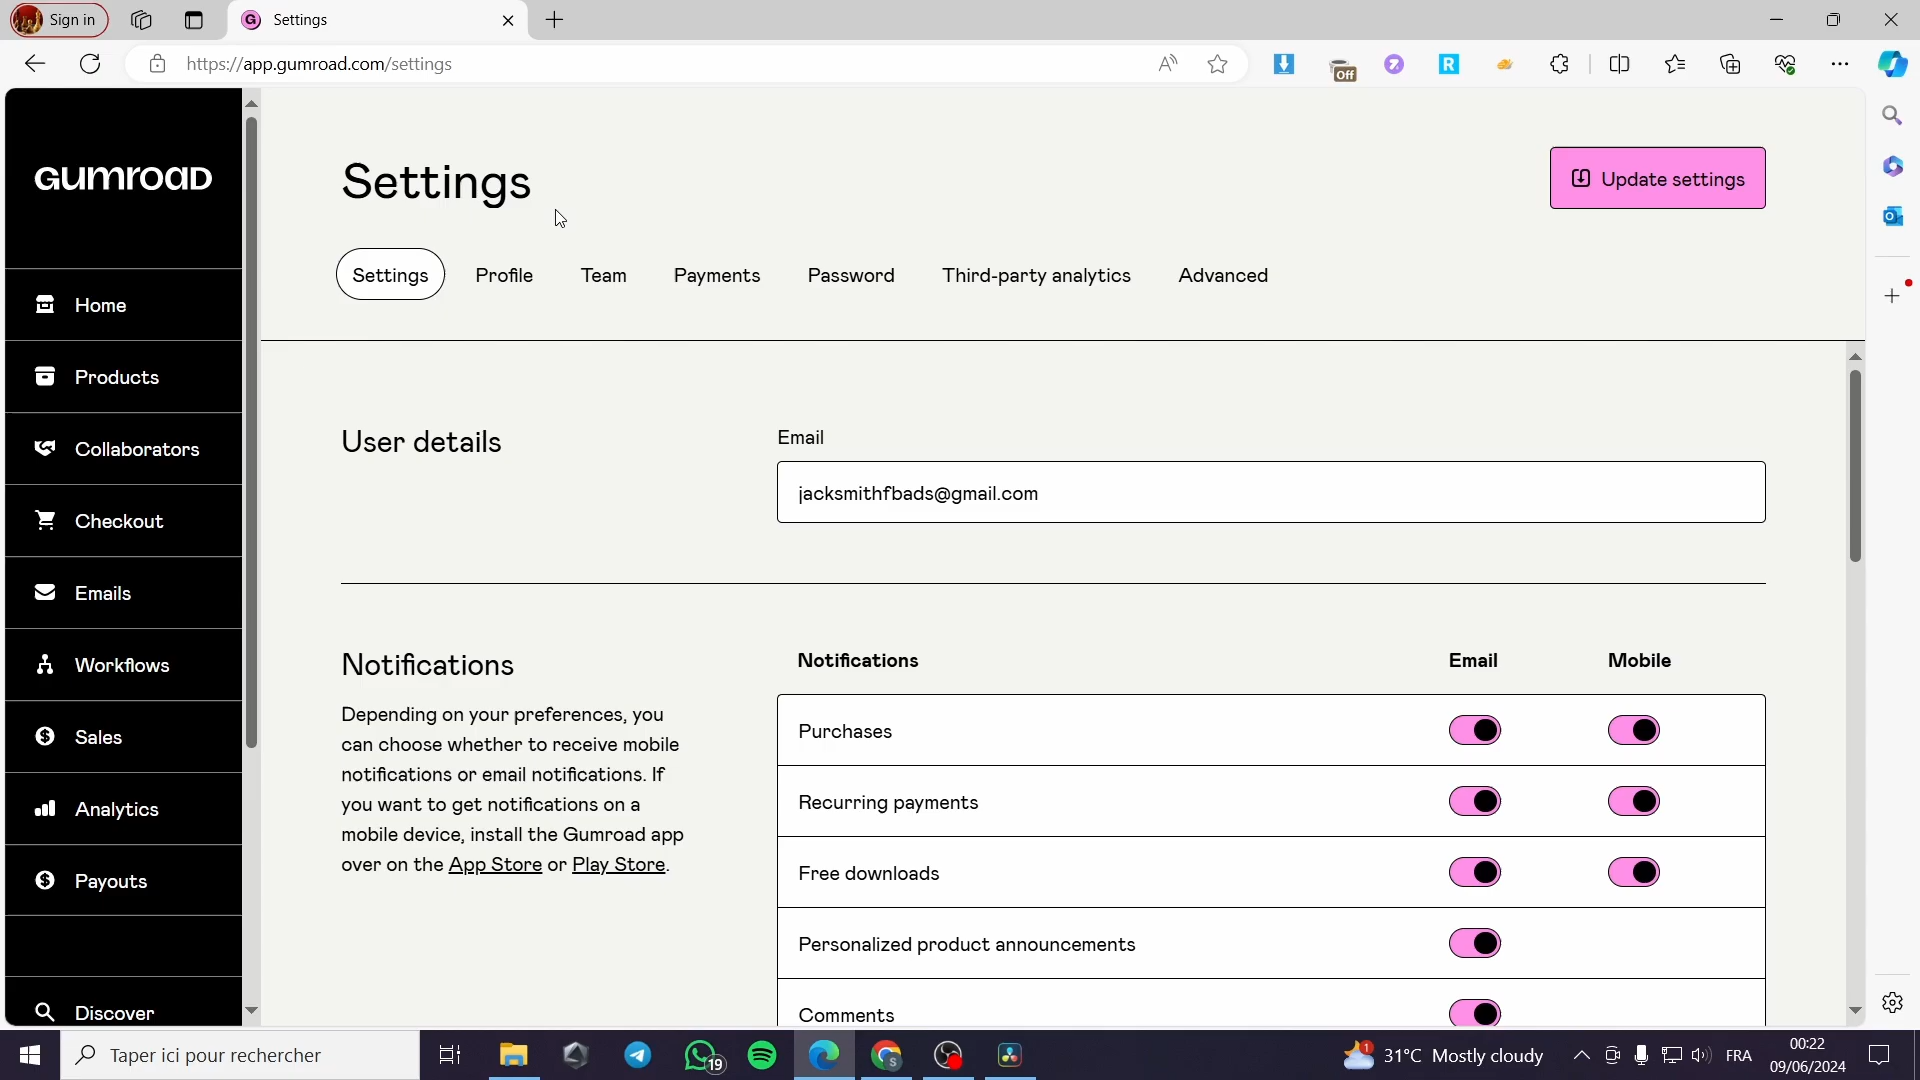 Sign in
Settings
https://app.gumroad.com/settings
Off
GUMROAD
Settings
Update settings
Settings Profile Team Payments Password Third-party analytics Advanced
Home
Products
Collaborators
Checkout
Emails
Workflows
Sales
Analytics
Payouts
Discover
User details
Email
jacksmithfbads@gmail.com
Notifications
Depending on your preferences, you
can choose whether to receive mobile
notifications or email notifications. If
you want to get notifications on a
mobile device, install the Gumroad app
over on the App Store or Play Store.
Notifications Email Mobile
Purchases
Recurring payments
Free downloads
Personalized product announcements
Comments
Taper ici pour rechercher
19
1
31°C Mostly cloudy
FRA
00:22
09/06/2024